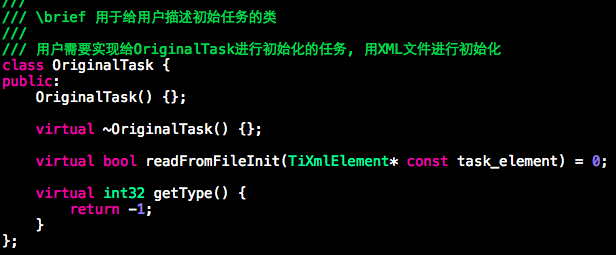 ///
/// \brief 用于给用户描述初始任务的类
///
/// 用户需要实现给OriginalTask进行初始化的任务, 用XML文件进行初始化
class OriginalTask {
public:
    OriginalTask() {};

    virtual ~OriginalTask() {};

    virtual bool readFromFileInit(TiXmlElement* const task_element) = 0;

    virtual int32 getType() {
        return -1;
    }
};